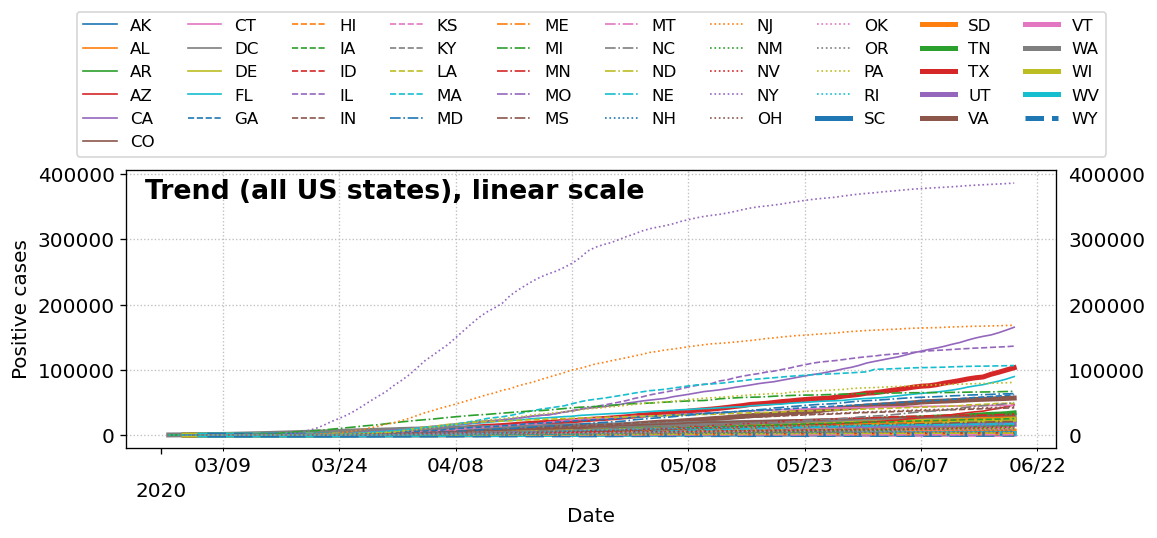 AK CT HI KS ME MT NJ OK SD VT
AL DC IA KY MI NC NM OR TN WA
AR DE ID LA MN ND NV PA TX WI
AZ FL IL MA MO NE NY RI UT WV
CA GA IN MD MS NH OH SC VA WY
CO
Trend (all US states), linear scale
400000 400000
300000 300000
200000 200000
100000 100000
0 0
Positive cases
03/09 03/24 04/08 04/23 05/08 05/23 06/07 06/22
2020
Date